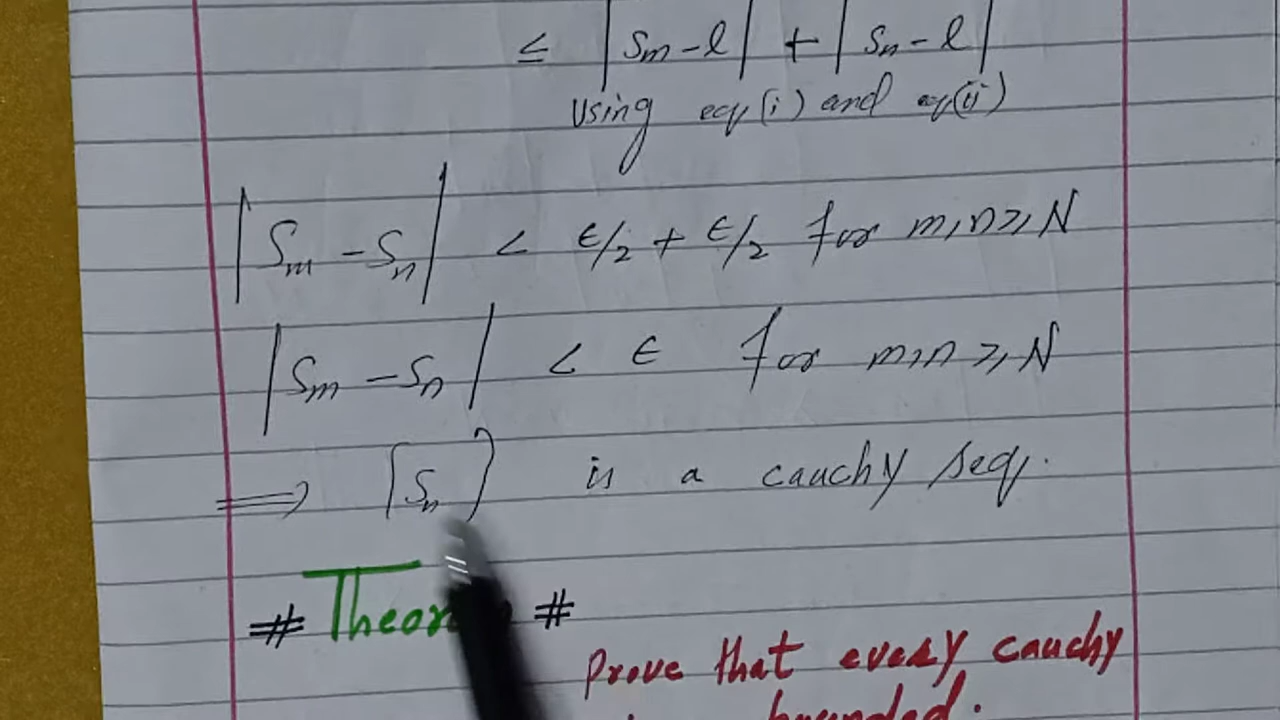 ≤ |Sm - l| + |Sn - l|
Using eq(i) and eq(ii)
|Sm - Sn| < ε/2 + ε/2 for m,n ≥ N
|Sm - Sn| < ε for m,n ≥ N
⟹ {Sn} is a cauchy seq.
# #
Prove that every cauchy
bounded.